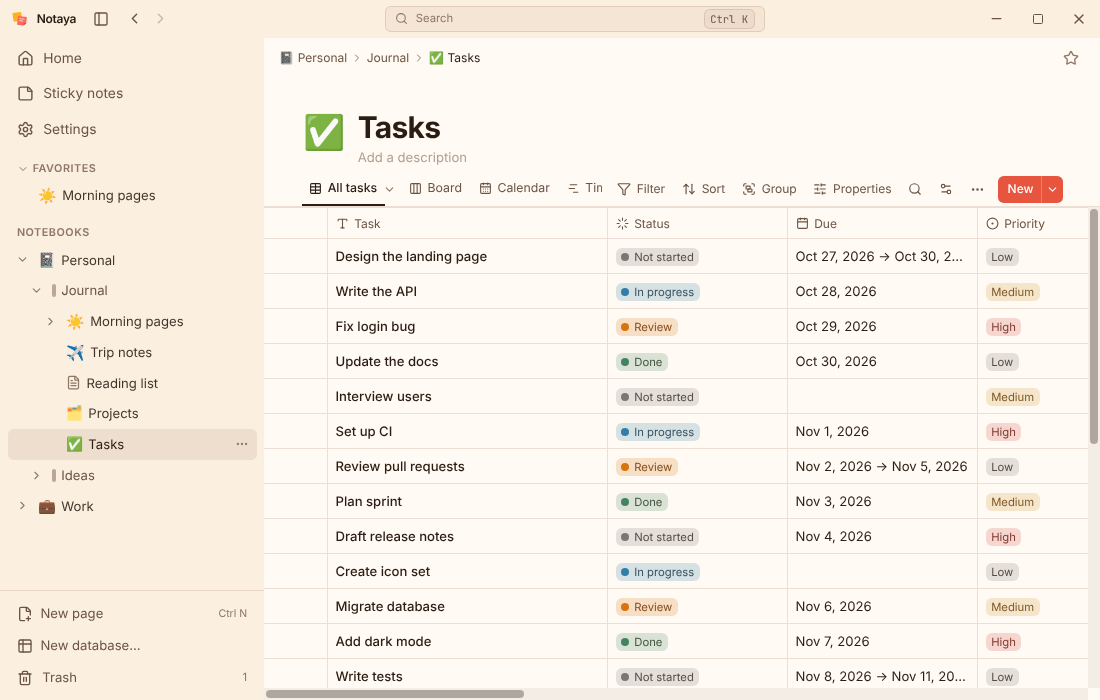 Notaya
Search
Ctrl K
Home
Sticky notes
Settings
FAVORITES
Morning pages
NOTEBOOKS
Personal
Journal
Morning pages
Trip notes
Reading list
Projects
Tasks
Ideas
Work
New page Ctrl N
New database...
Trash 1
Personal > Journal > Tasks
Tasks
Add a description
All tasks Board Calendar Tin Filter Sort Group Properties New
Task Status Due Priority
Design the landing page Not started Oct 27, 2026 → Oct 30, 2... Low
Write the API In progress Oct 28, 2026 Medium
Fix login bug Review Oct 29, 2026 High
Update the docs Done Oct 30, 2026 Low
Interview users Not started Medium
Set up CI In progress Nov 1, 2026 High
Review pull requests Review Nov 2, 2026 → Nov 5, 2026 Low
Plan sprint Done Nov 3, 2026 Medium
Draft release notes Not started Nov 4, 2026 High
Create icon set In progress Low
Migrate database Review Nov 6, 2026 Medium
Add dark mode Done Nov 7, 2026 High
Write tests Not started Nov 8, 2026 → Nov 11, 20... Low